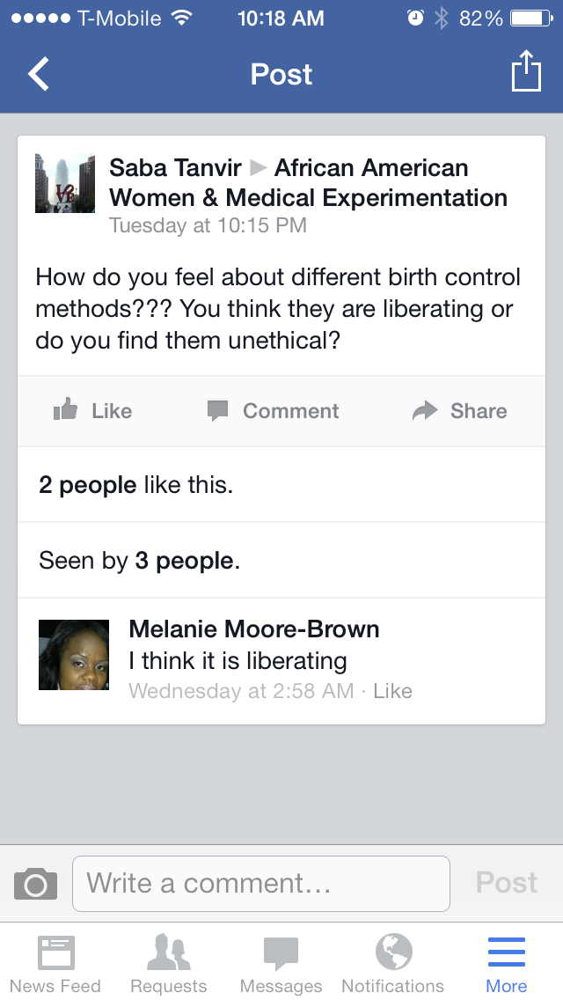 T-Mobile 10:18 AM 82%
Post
Saba Tanvir ▶ African American
Women & Medical Experimentation
Tuesday at 10:15 PM
How do you feel about different birth control
methods??? You think they are liberating or
do you find them unethical?
Like Comment Share
2 people like this.
Seen by 3 people.
Melanie Moore-Brown
I think it is liberating
Wednesday at 2:58 AM · Like
Write a comment... Post
News Feed Requests Messages Notifications More